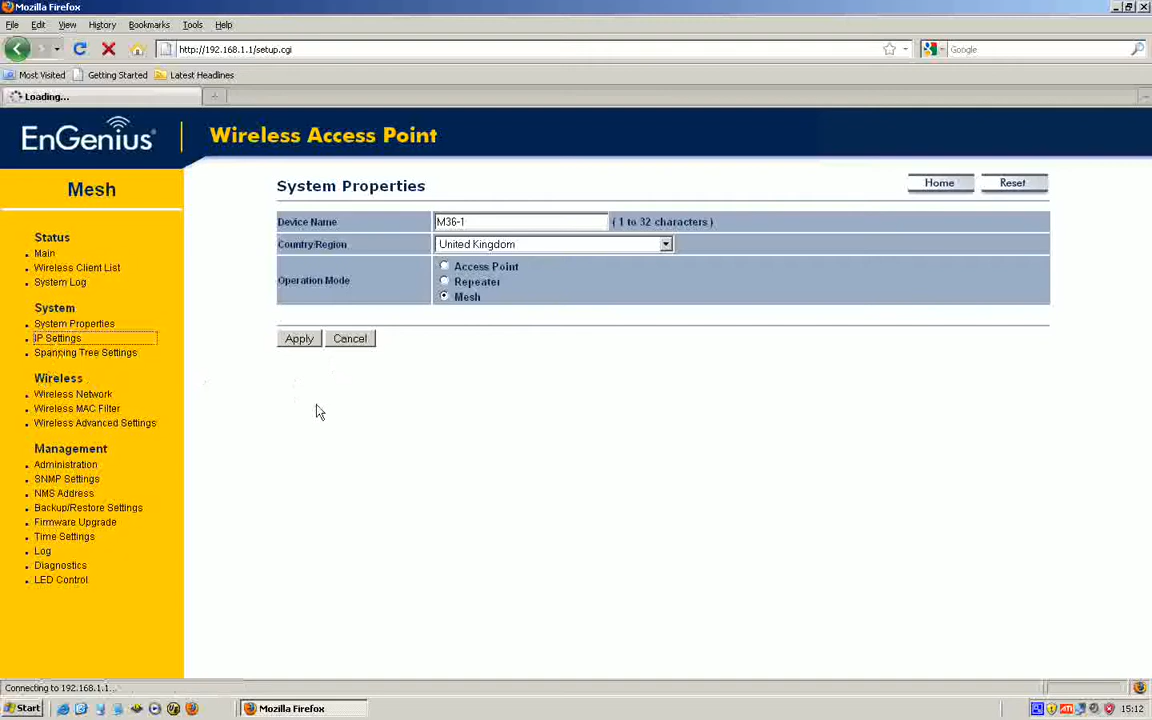 Mozilla Firefox
File Edit View History Bookmarks Tools Help
http://192.168.1.1/setup.cgi
Google
Most Visited Getting Started Latest Headlines
Loading...
EnGenius Wireless Access Point
Mesh
Status
Main
Wireless Client List
System Log
System
System Properties
IP Settings
Spanning Tree Settings
Wireless
Wireless Network
Wireless MAC Filter
Wireless Advanced Settings
Management
Administration
SNMP Settings
NMS Address
Backup/Restore Settings
Firmware Upgrade
Time Settings
Log
Diagnostics
LED Control
System Properties
Home Reset
Device Name M36-1 ( 1 to 32 characters )
Country/Region United Kingdom
Operation Mode
Access Point
Repeater
Mesh
Apply Cancel
Connecting to 192.168.1.1...
Start Mozilla Firefox 15:12